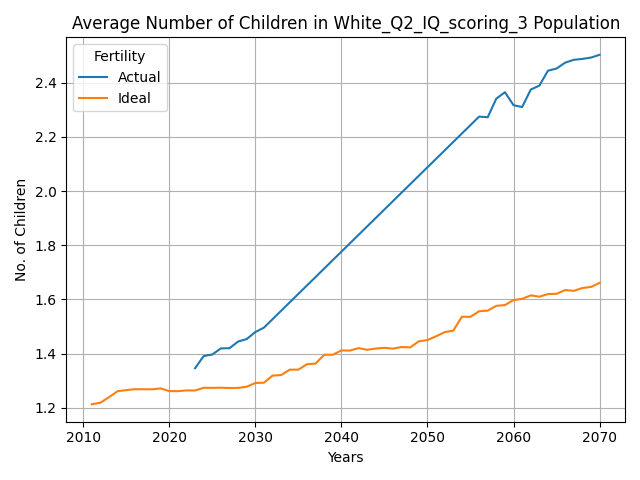 Average Number of Children in White_Q2_IQ_scoring_3 Population
Fertility
Actual
Ideal
No. of Children
2.4
2.2
2.0
1.8
1.6
1.4
1.2
2010 2020 2030 2040 2050 2060 2070
Years